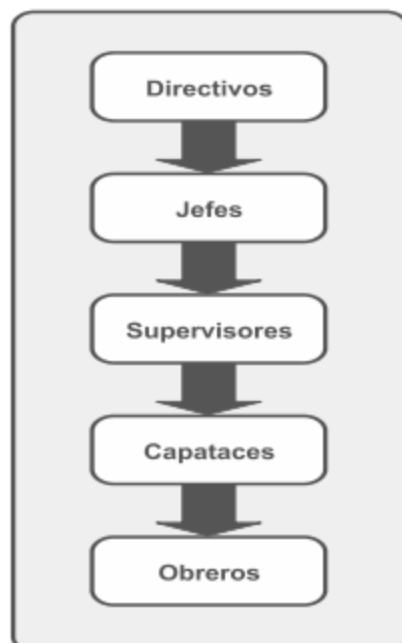 Directivos
Jefes
Supervisores
Capataces
Obreros